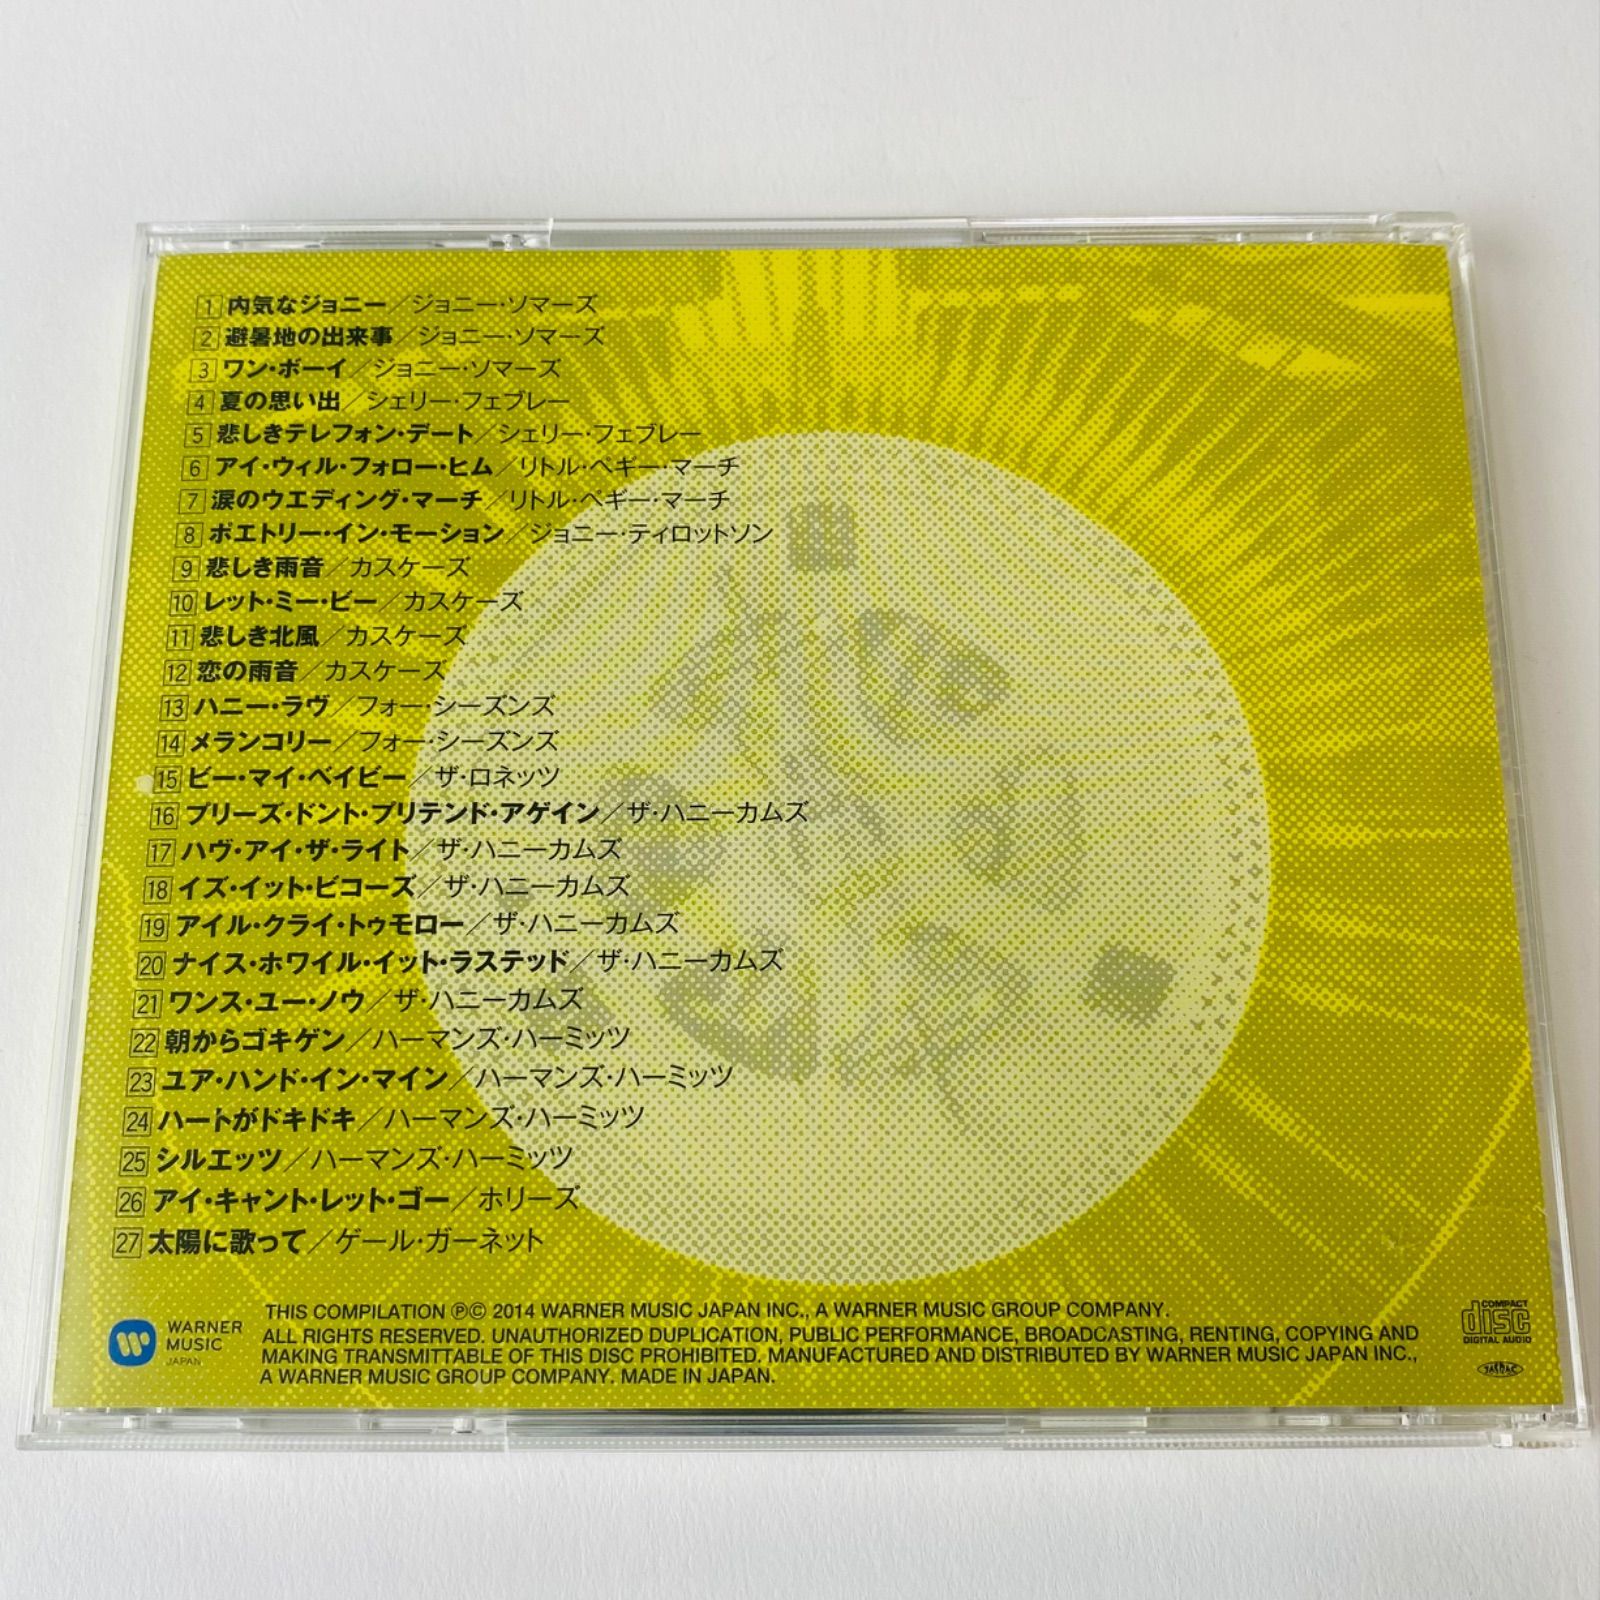 1 内気なジョニー／ジョニー・ソマーズ
2 避暑地の出来事／ジョニー・ソマーズ
3 ワン・ボーイ／ジョニー・ソマーズ
4 夏の思い出／シェリー・フェブレー
5 悲しきテレフォン・デート／シェリー・フェブレー
6 アイ・ウィル・フォロー・ヒム／リトル・ペギー・マーチ
7 涙のウエディング・マーチ／リトル・ペギー・マーチ
8 ポエトリー・イン・モーション／ジョニー・ティロットソン
9 悲しき雨音／カスケーズ
10 レット・ミー・ビー／カスケーズ
11 悲しき北風／カスケーズ
12 恋の雨音／カスケーズ
13 ハニー・ラヴ／フォー・シーズンズ
14 メランコリー／フォー・シーズンズ
15 ビー・マイ・ベイビー／ザ・ロネッツ
16 プリーズ・ドント・プリテンド・アゲイン／ザ・ハニーカムズ
17 ハヴ・アイ・ザ・ライト／ザ・ハニーカムズ
18 イズ・イット・ビコーズ／ザ・ハニーカムズ
19 アイル・クライ・トゥモロー／ザ・ハニーカムズ
20 ナイス・ホワイル・イット・ラステッド／ザ・ハニーカムズ
21 ワンス・ユー・ノウ／ザ・ハニーカムズ
22 朝からゴキゲン／ハーマンズ・ハーミッツ
23 ユア・ハンド・イン・マイン／ハーマンズ・ハーミッツ
24 ハートがドキドキ／ハーマンズ・ハーミッツ
25 シルエッツ／ハーマンズ・ハーミッツ
26 アイ・キャント・レット・ゴー／ホリーズ
27 太陽に歌って／ゲール・ガーネット
WARNER
MUSIC
JAPAN
THIS COMPILATION ℗© 2014 WARNER MUSIC JAPAN INC., A WARNER MUSIC GROUP COMPANY.
ALL RIGHTS RESERVED. UNAUTHORIZED DUPLICATION, PUBLIC PERFORMANCE, BROADCASTING, RENTING, COPYING AND
MAKING TRANSMITTABLE OF THIS DISC PROHIBITED. MANUFACTURED AND DISTRIBUTED BY WARNER MUSIC JAPAN INC.,
A WARNER MUSIC GROUP COMPANY. MADE IN JAPAN.
COMPACT
disc
DIGITAL AUDIO
JASRAC